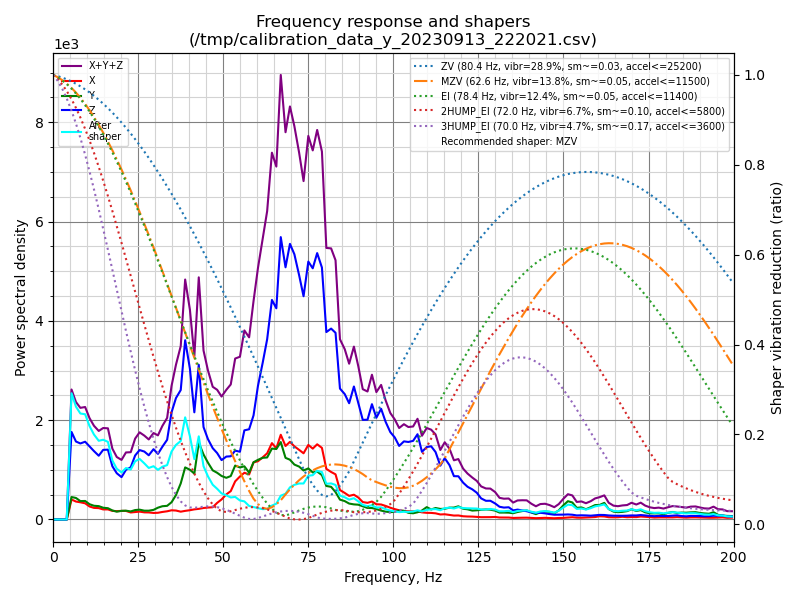 Frequency response and shapers
(/tmp/calibration_data_y_20230913_222021.csv)
1e3
X+Y+Z
X
Y
Z
After
shaper
ZV (80.4 Hz, vibr=28.9%, sm~=0.03, accel<=25200)
MZV (62.6 Hz, vibr=13.8%, sm~=0.05, accel<=11500)
EI (78.4 Hz, vibr=12.4%, sm~=0.05, accel<=11400)
2HUMP_EI (72.0 Hz, vibr=6.7%, sm~=0.10, accel<=5800)
3HUMP_EI (70.0 Hz, vibr=4.7%, sm~=0.17, accel<=3600)
Recommended shaper: MZV
Power spectral density
8
6
4
2
0
1.0
0.8
0.6
0.4
0.2
0.0
Shaper vibration reduction (ratio)
0 25 50 75 100 125 150 175 200
Frequency, Hz